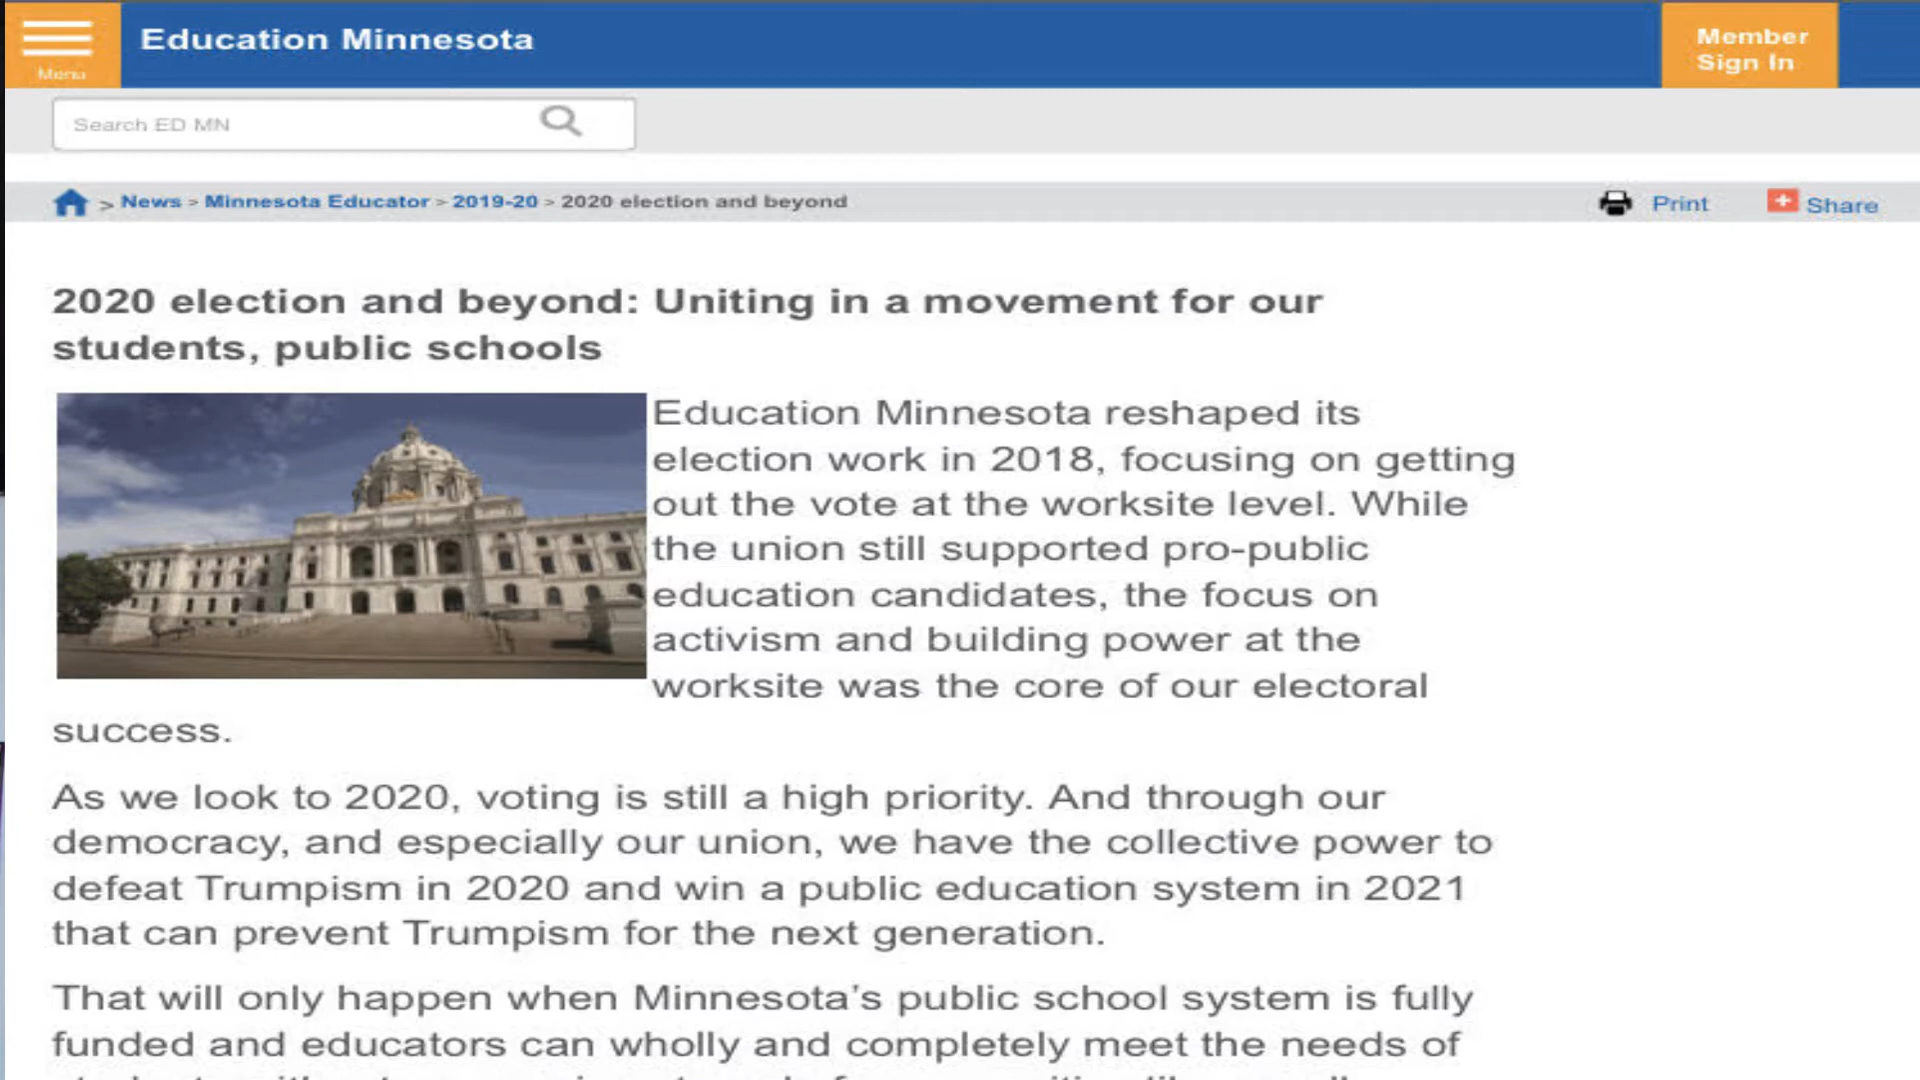 Menu
Education Minnesota
Member
Sign In
Search ED MN
> News > Minnesota Educator > 2019-20 > 2020 election and beyond
Print
Share
2020 election and beyond: Uniting in a movement for our
students, public schools
Education Minnesota reshaped its
election work in 2018, focusing on getting
out the vote at the worksite level. While
the union still supported pro-public
education candidates, the focus on
activism and building power at the
worksite was the core of our electoral
success.
As we look to 2020, voting is still a high priority. And through our
democracy, and especially our union, we have the collective power to
defeat Trumpism in 2020 and win a public education system in 2021
that can prevent Trumpism for the next generation.
That will only happen when Minnesota's public school system is fully
funded and educators can wholly and completely meet the needs of